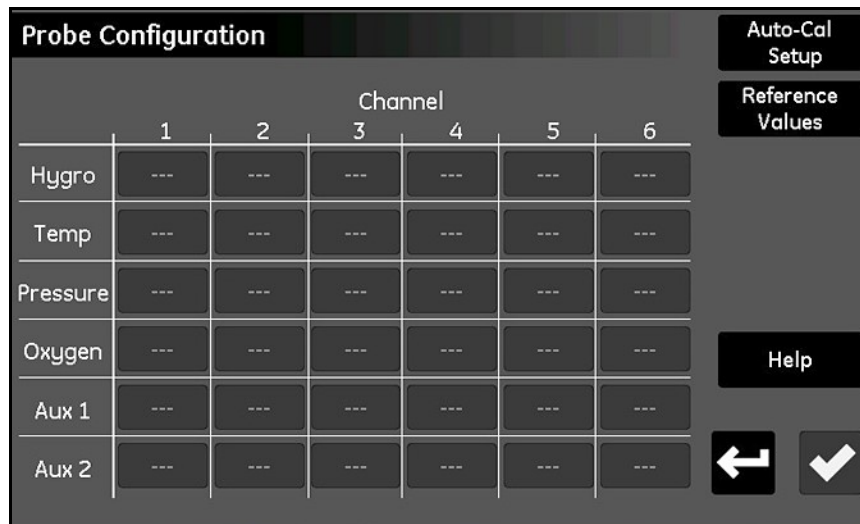 Probe Configuration
Auto-Cal
Setup
Channel
Reference
Values
1 2 3 4 5 6
Hygro --- --- --- --- --- ---
Temp --- --- --- --- --- ---
Pressure --- --- --- --- --- ---
Oxygen --- --- --- --- --- ---
Help
Aux 1 --- --- --- --- --- ---
Aux 2 --- --- --- --- --- ---